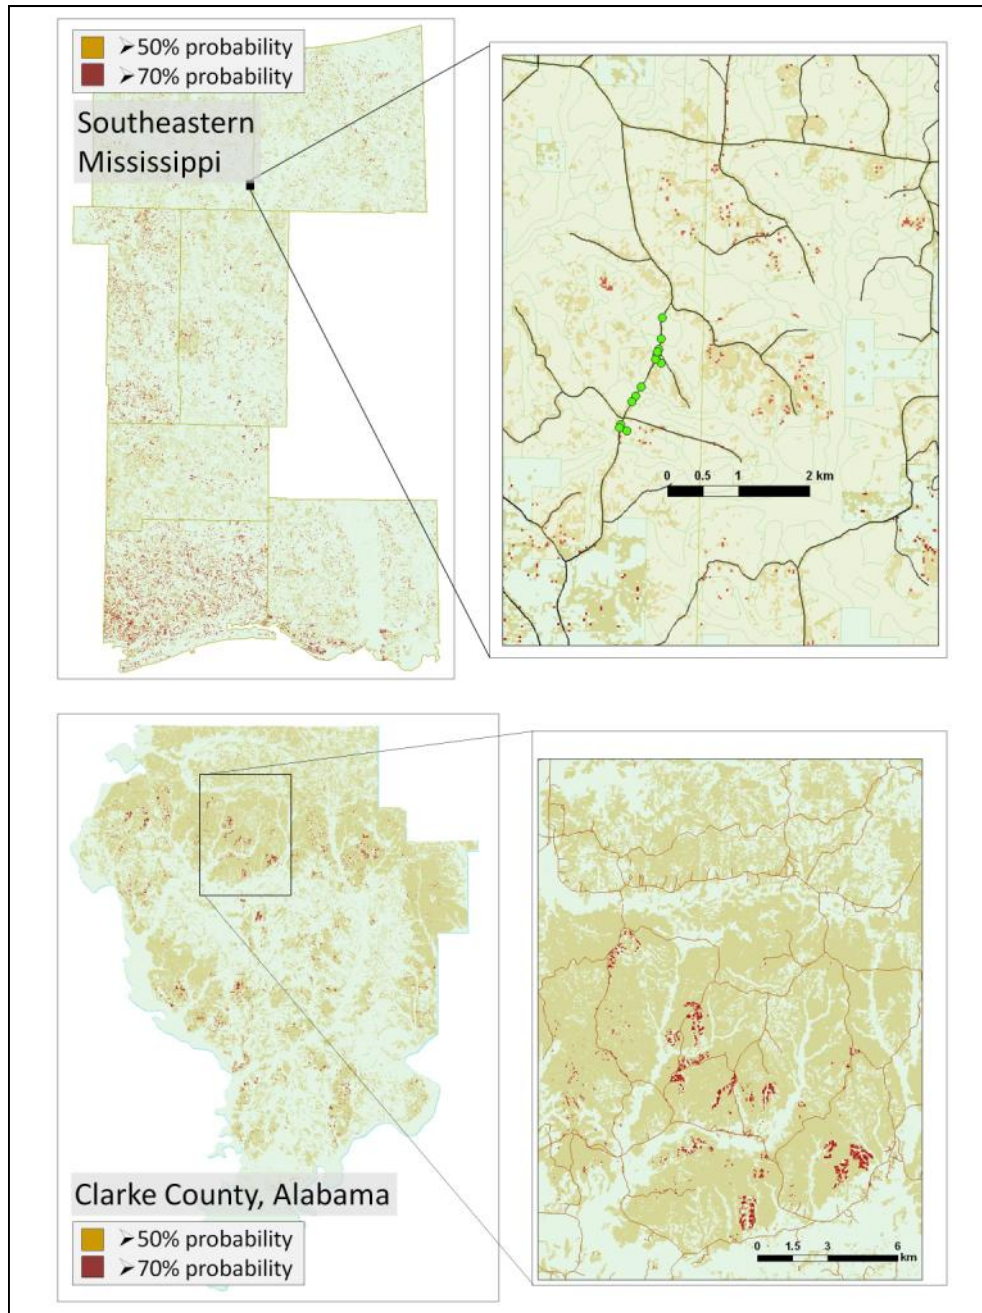 ➢50% probability
➢70% probability
Southeastern
Mississippi
0 0.5 1 2 km
Clarke County, Alabama
➢50% probability
➢70% probability
0 1.5 3 6
km